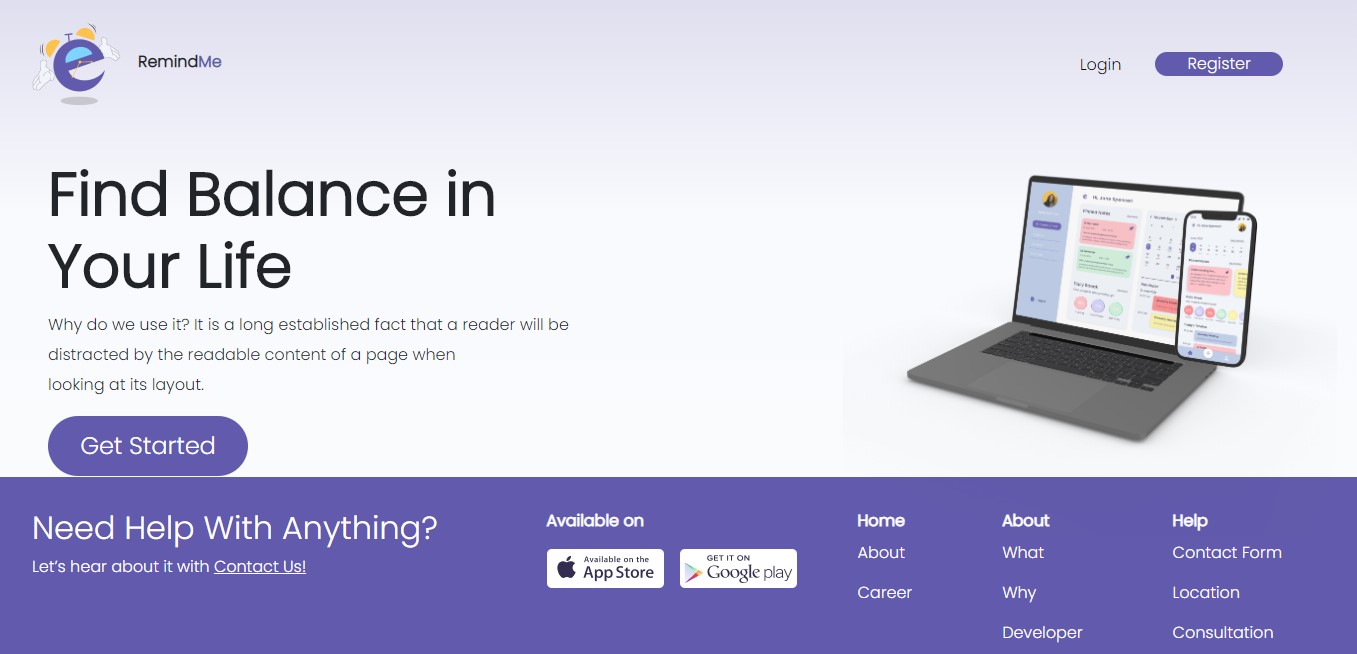 RemindMe
Login
Register
Find Balance in
Your Life
Why do we use it? It is a long established fact that a reader will be
distracted by the readable content of a page when
looking at its layout.
Get Started
Need Help With Anything?
Let’s hear about it with Contact Us!
Available on
Available on the
App Store
GET IT ON
Google play
Home
About
Career
About
What
Why
Developer
Help
Contact Form
Location
Consultation